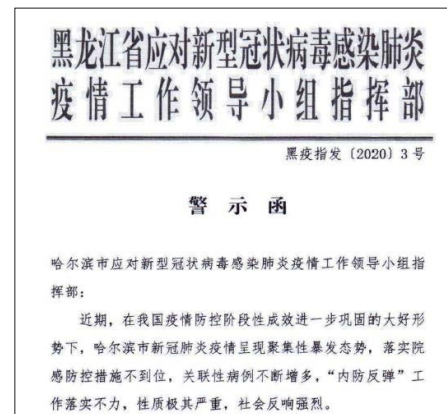 黑龙江省应对新型冠状病毒感染肺炎
疫情工作领导小组指挥部
黑疫指发〔2020〕3号
警示函
哈尔滨市应对新型冠状病毒感染肺炎疫情工作领导小组指
挥部：
近期，在我国疫情防控阶段性成效进一步巩固的大好形
势下，哈尔滨市新冠肺炎疫情呈现聚集性暴发态势，落实院
感防控措施不到位，关联性病例不断增多，“内防反弹”工
作落实不力，性质极其严重，社会反响强烈。